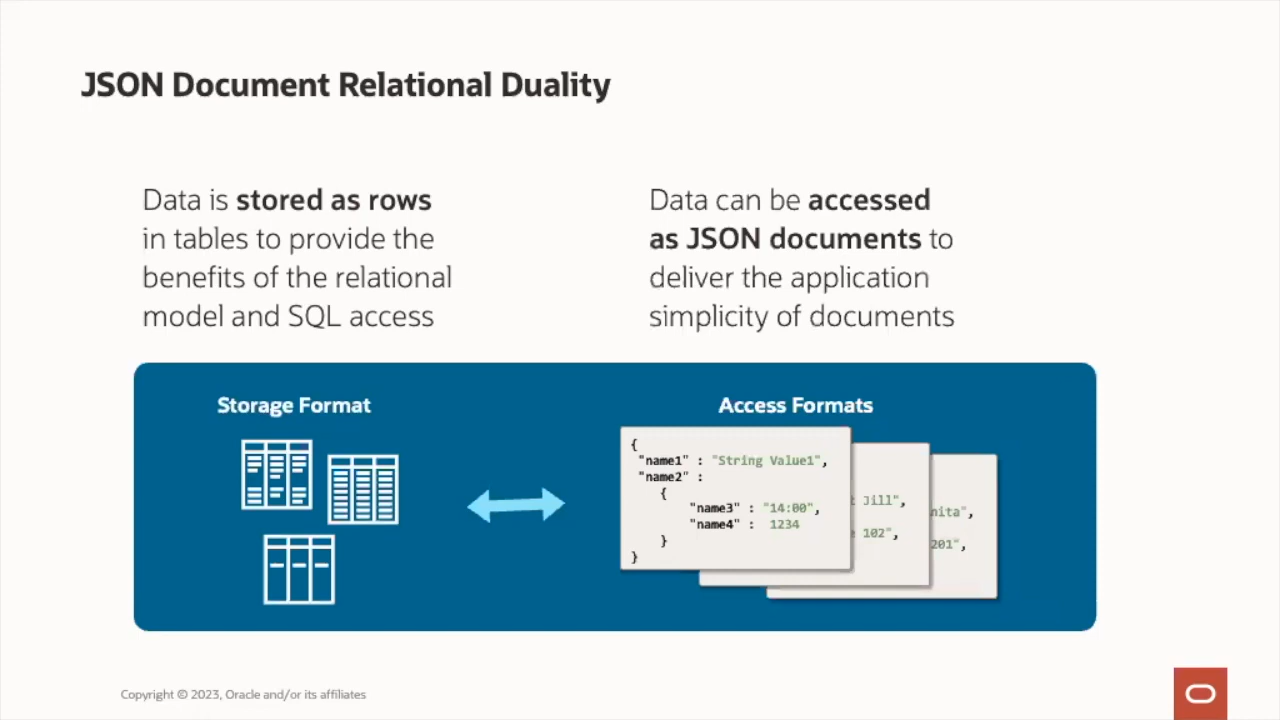 JSON Document Relational Duality
Data is stored as rows
in tables to provide the
benefits of the relational
model and SQL access
Data can be accessed
as JSON documents to
deliver the application
simplicity of documents
Storage Format
Access Formats
{
"name1" : "String Value1",
"name2" :
{
"name3" : "14:00",
"name4" : 1234
}
}
Jill",
102",
nita",
201",
Copyright © 2023, Oracle and/or its affiliates